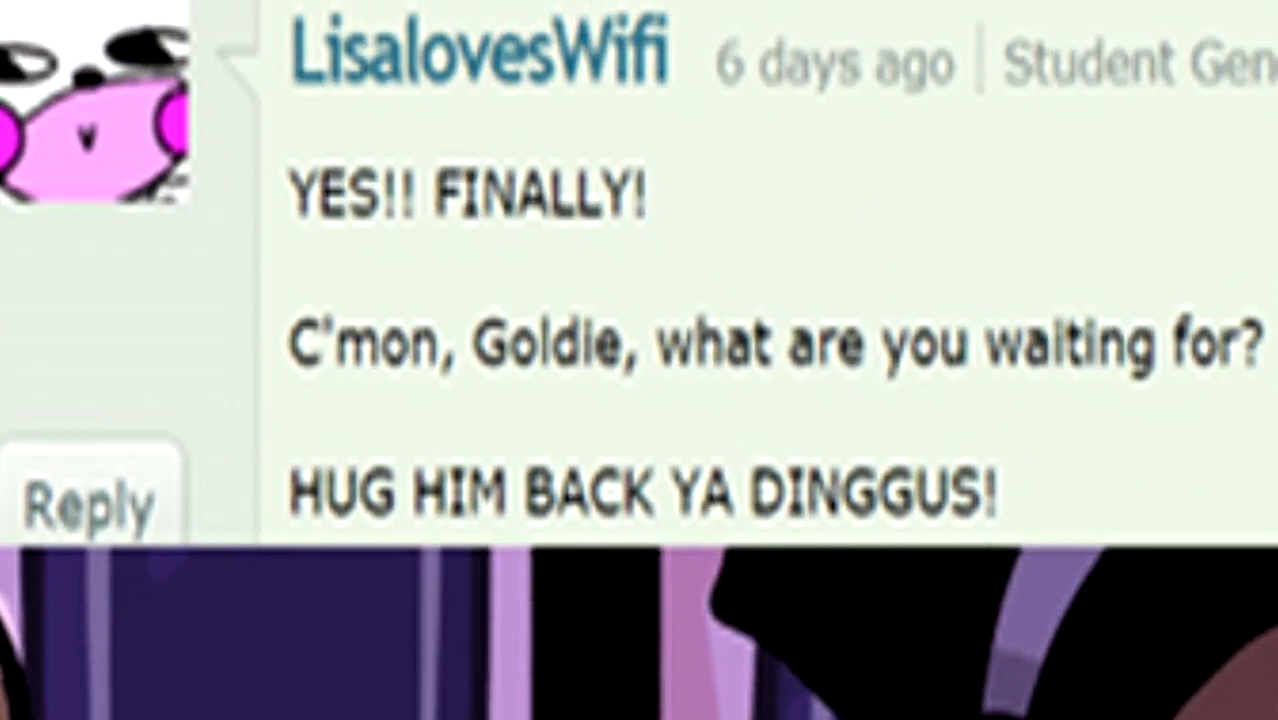 LisalovesWifi 6 days ago Student Gen
YES!! FINALLY!
C'mon, Goldie, what are you waiting for?
HUG HIM BACK YA DINGGUS!
Reply